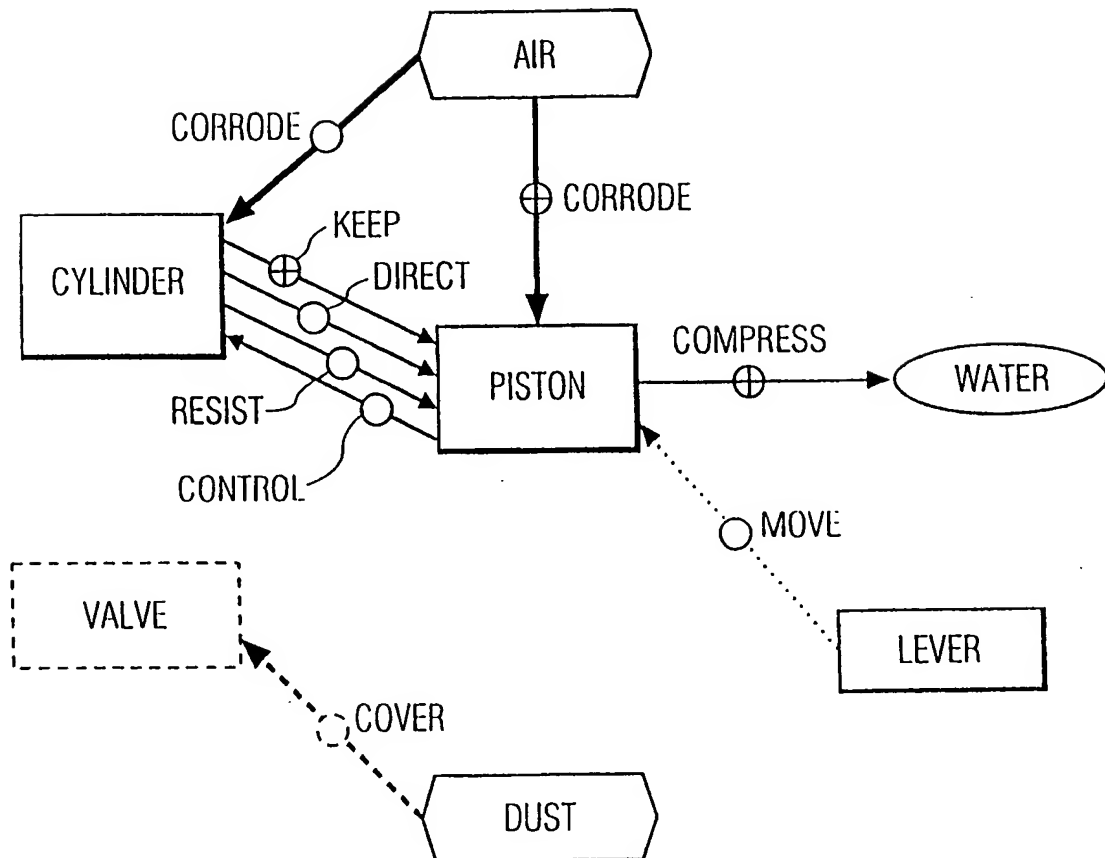 AIR
CORRODE
CORRODE
KEEP
CYLINDER
DIRECT
COMPRESS
PISTON
WATER
RESIST
CONTROL
MOVE
VALVE
LEVER
COVER
DUST